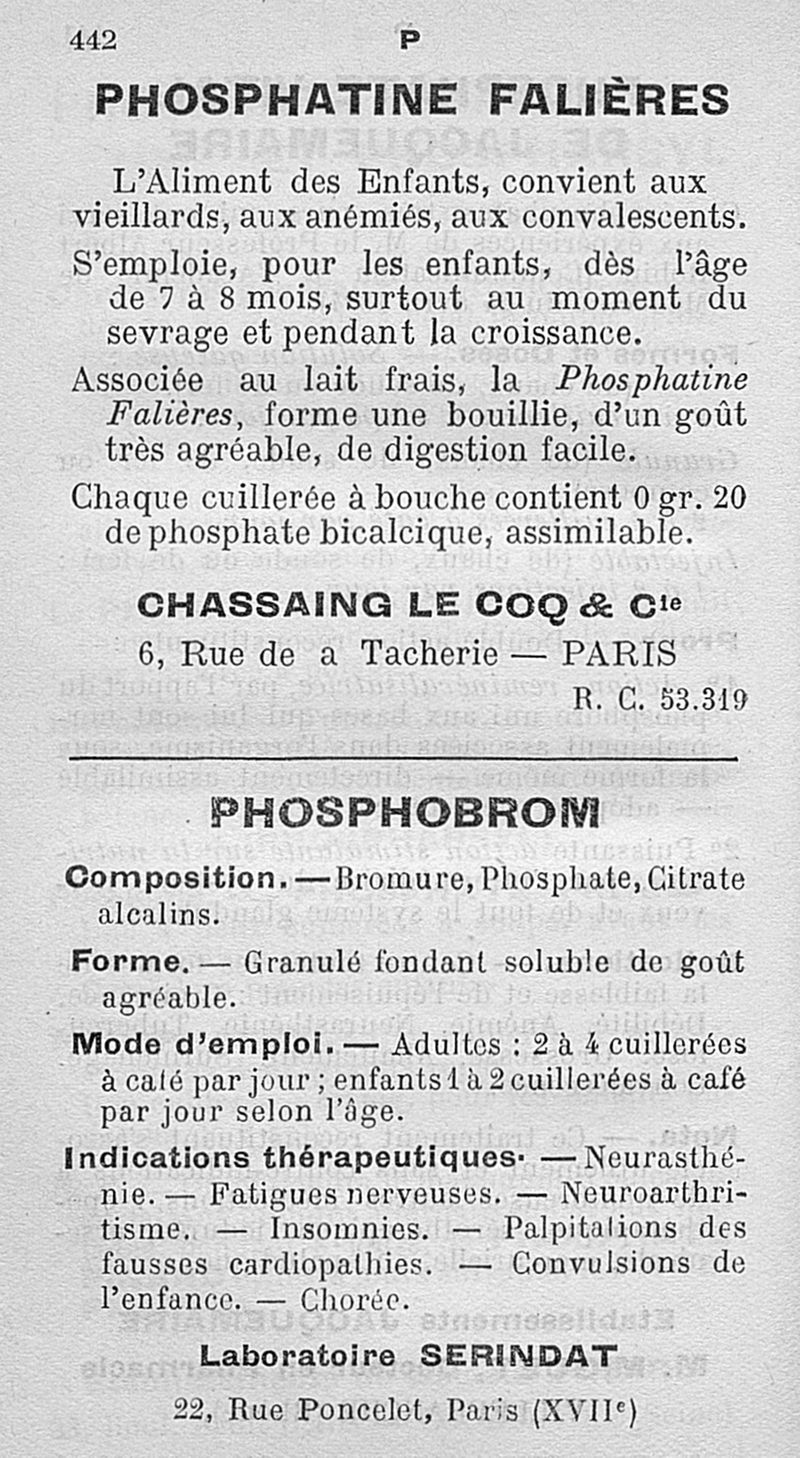 442 P
PHOSPHATINE FALIÈRES
L'Aliment des Enfants, convient aux
vieillards, aux anémiés, aux convalescents.
S'emploie, pour les enfants, dès l'âge
de 7 à 8 mois, surtout au moment du
sevrage et pendant la croissance.
Associée au lait frais, la Phosphatine
Falières, forme une bouillie, d'un goût
très agréable, de digestion facile.
Chaque cuillerée à bouche contient 0 gr. 20
de phosphate bicalcique, assimilable.
CHASSAING LE COQ & Cie
6, Rue de a Tacherie — PARIS
R. C. 53.319
PHOSPHOBROM
Composition. — Bromure, Phosphate, Citrate
alcalins.
Forme. — Granulé fondant soluble de goût
agréable.
Mode d'emploi. — Adultes : 2 à 4 cuillerées
à café par jour ; enfants 1 à 2 cuillerées à café
par jour selon l'âge.
Indications thérapeutiques. — Neurasthé-
nie. — Fatigues nerveuses. — Neuroarthri-
tisme. — Insomnies. — Palpitations des
fausses cardiopathies. — Convulsions de
l'enfance. — Chorée.
Laboratoire SERINDAT
22, Rue Poncelet, Paris (XVIIe)